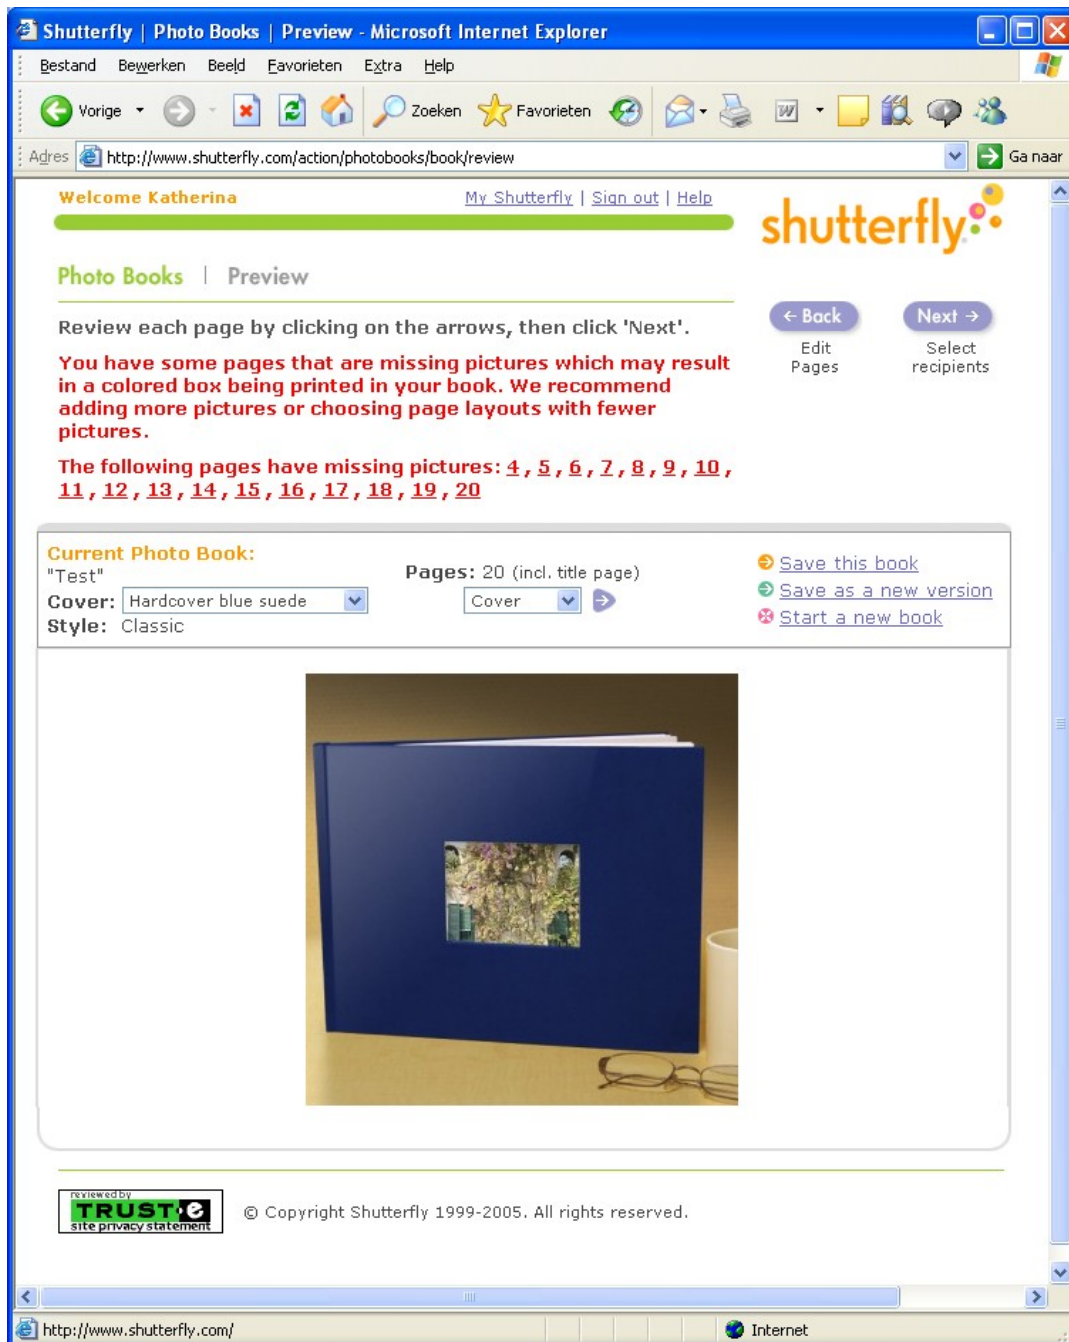 Shutterfly | Photo Books | Preview - Microsoft Internet Explorer
Bestand Bewerken Beeld Favorieten Extra Help
Vorige Zoeken Favorieten W
Adres http://www.shutterfly.com/action/photobooks/book/review Ga naar
Welcome Katherina My Shutterfly | Sign out | Help
shutterfly.
Photo Books | Preview
Review each page by clicking on the arrows, then click 'Next'.
← Back Next →
Edit Pages
Select recipients
You have some pages that are missing pictures which may result
in a colored box being printed in your book. We recommend
adding more pictures or choosing page layouts with fewer
pictures.
The following pages have missing pictures: 4 , 5 , 6 , 7 , 8 , 9 , 10 ,
11 , 12 , 13 , 14 , 15 , 16 , 17 , 18 , 19 , 20
Current Photo Book:
"Test"
Cover: Hardcover blue suede
Style: Classic
Pages: 20 (incl. title page)
Cover
Save this book
Save as a new version
Start a new book
reviewed by
TRUST·e
site privacy statement
© Copyright Shutterfly 1999-2005. All rights reserved.
http://www.shutterfly.com/ Internet